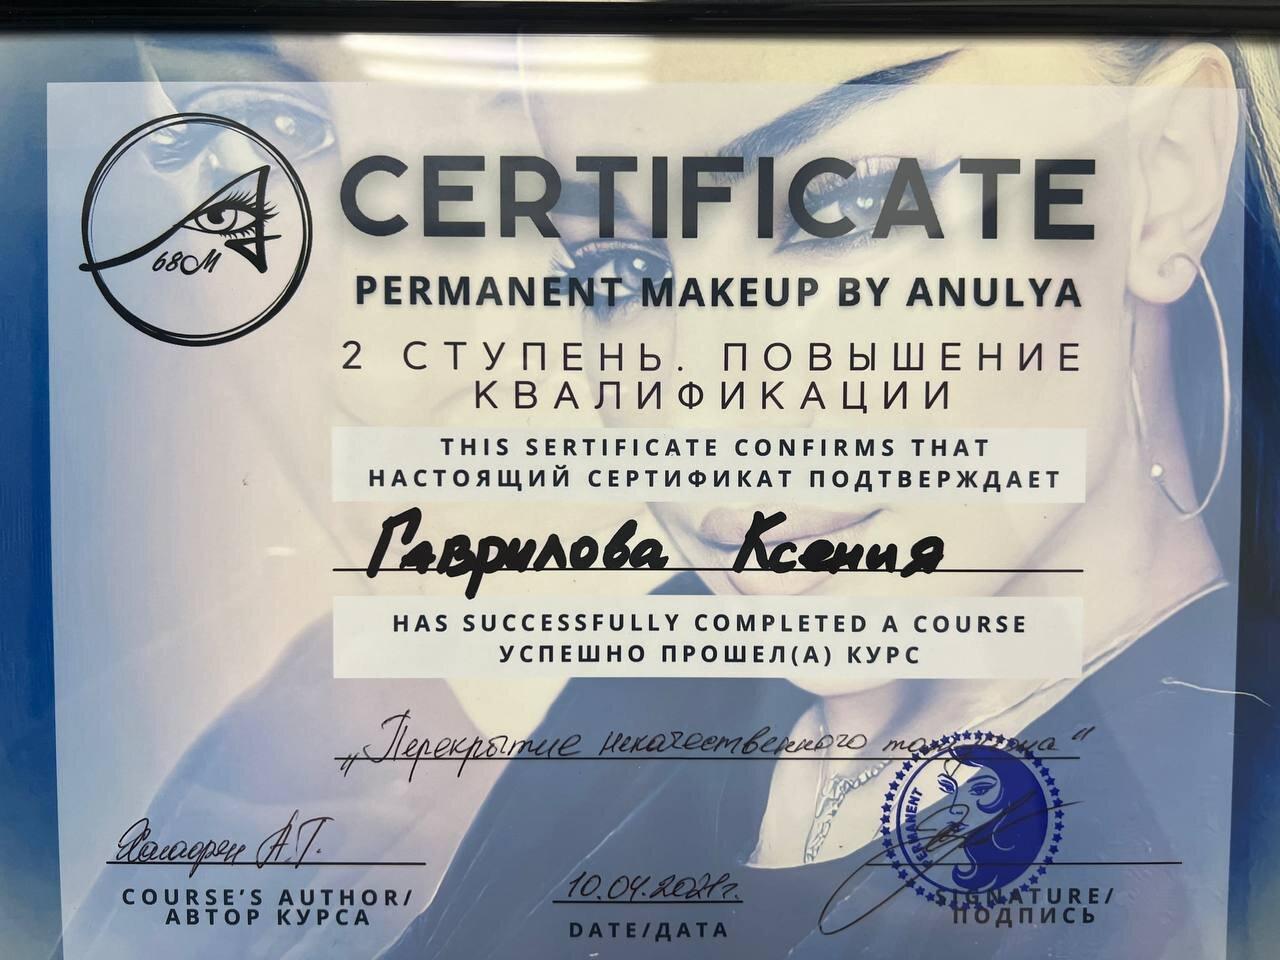 68М
CERTIFICATE
PERMANENT MAKEUP BY ANULYA
2 СТУПЕНЬ. ПОВЫШЕНИЕ
КВАЛИФИКАЦИИ
THIS SERTIFICATE CONFIRMS THAT
НАСТОЯЩИЙ СЕРТИФИКАТ ПОДТВЕРЖДАЕТ
Гаврилова Ксения
HAS SUCCESSFULLY COMPLETED A COURSE
УСПЕШНО ПРОШЕЛ(А) КУРС
„Перекрытие некачественного
PERMANENT
А.Г.
10.04.2021г.
COURSE'S AUTHOR/
АВТОР КУРСА
DATE/ДАТА
SIGNATURE/
ПОДПИСЬ